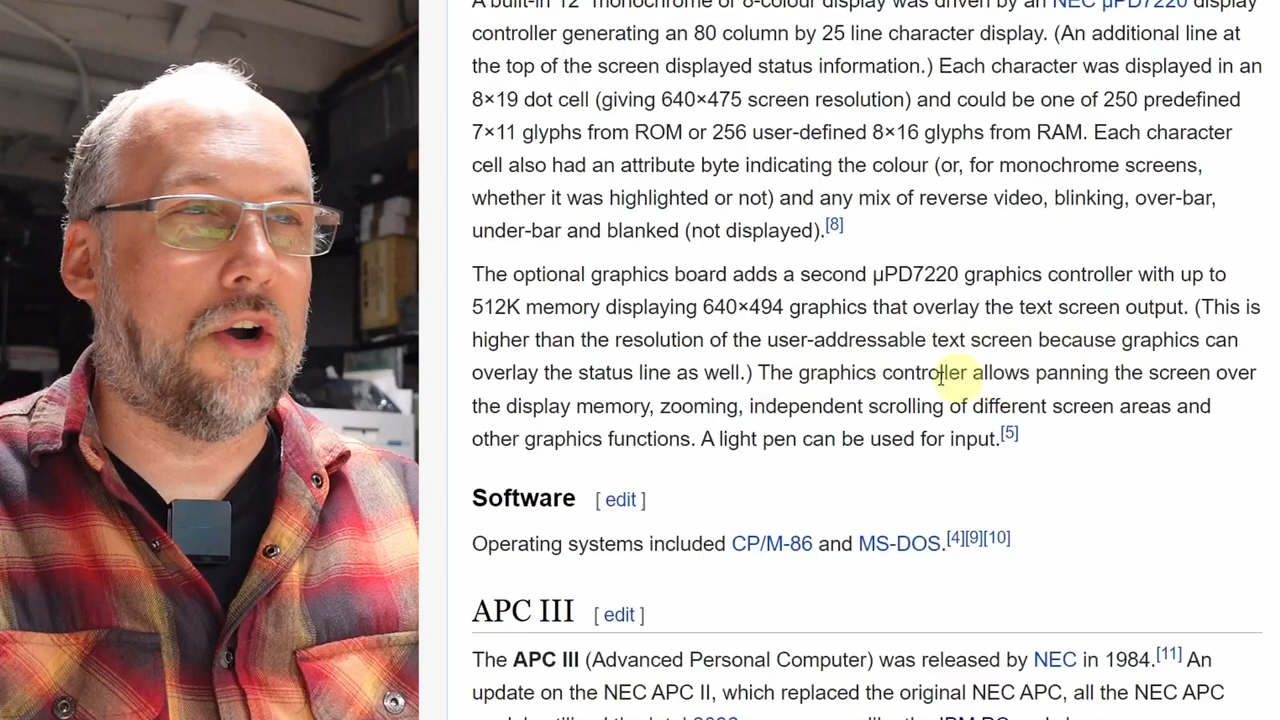 A built-in 12" monochrome or 8-colour display was driven by an NEC µPD7220 display
controller generating an 80 column by 25 line character display. (An additional line at
the top of the screen displayed status information.) Each character was displayed in an
8×19 dot cell (giving 640×475 screen resolution) and could be one of 250 predefined
7×11 glyphs from ROM or 256 user-defined 8×16 glyphs from RAM. Each character
cell also had an attribute byte indicating the colour (or, for monochrome screens,
whether it was highlighted or not) and any mix of reverse video, blinking, over-bar,
under-bar and blanked (not displayed).[8]
The optional graphics board adds a second µPD7220 graphics controller with up to
512K memory displaying 640×494 graphics that overlay the text screen output. (This is
higher than the resolution of the user-addressable text screen because graphics can
overlay the status line as well.) The graphics controller allows panning the screen over
the display memory, zooming, independent scrolling of different screen areas and
other graphics functions. A light pen can be used for input.[5]
Software [ edit ]
Operating systems included CP/M-86 and MS-DOS.[4][9][10]
APC III [ edit ]
The APC III (Advanced Personal Computer) was released by NEC in 1984.[11] An
update on the NEC APC II, which replaced the original NEC APC, all the NEC APC